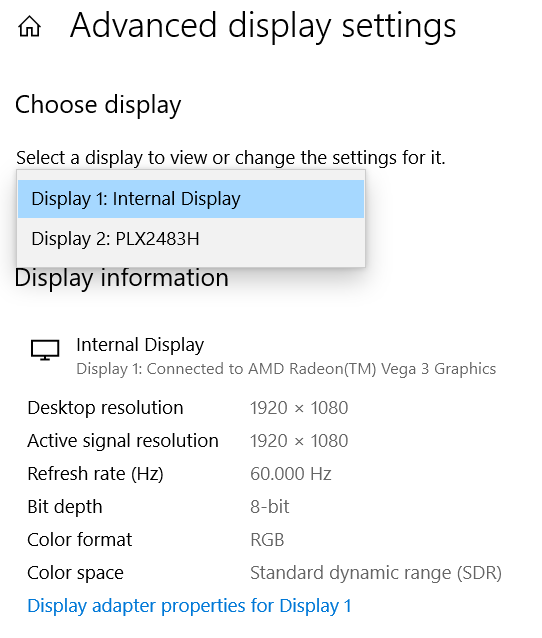 Advanced display settings
Choose display
Select a display to view or change the settings for it.
Display 1: Internal Display
Display 2: PLX2483H
Display information
Internal Display
Display 1: Connected to AMD Radeon(TM) Vega 3 Graphics
Desktop resolution 1920 × 1080
Active signal resolution 1920 × 1080
Refresh rate (Hz) 60.000 Hz
Bit depth 8-bit
Color format RGB
Color space Standard dynamic range (SDR)
Display adapter properties for Display 1